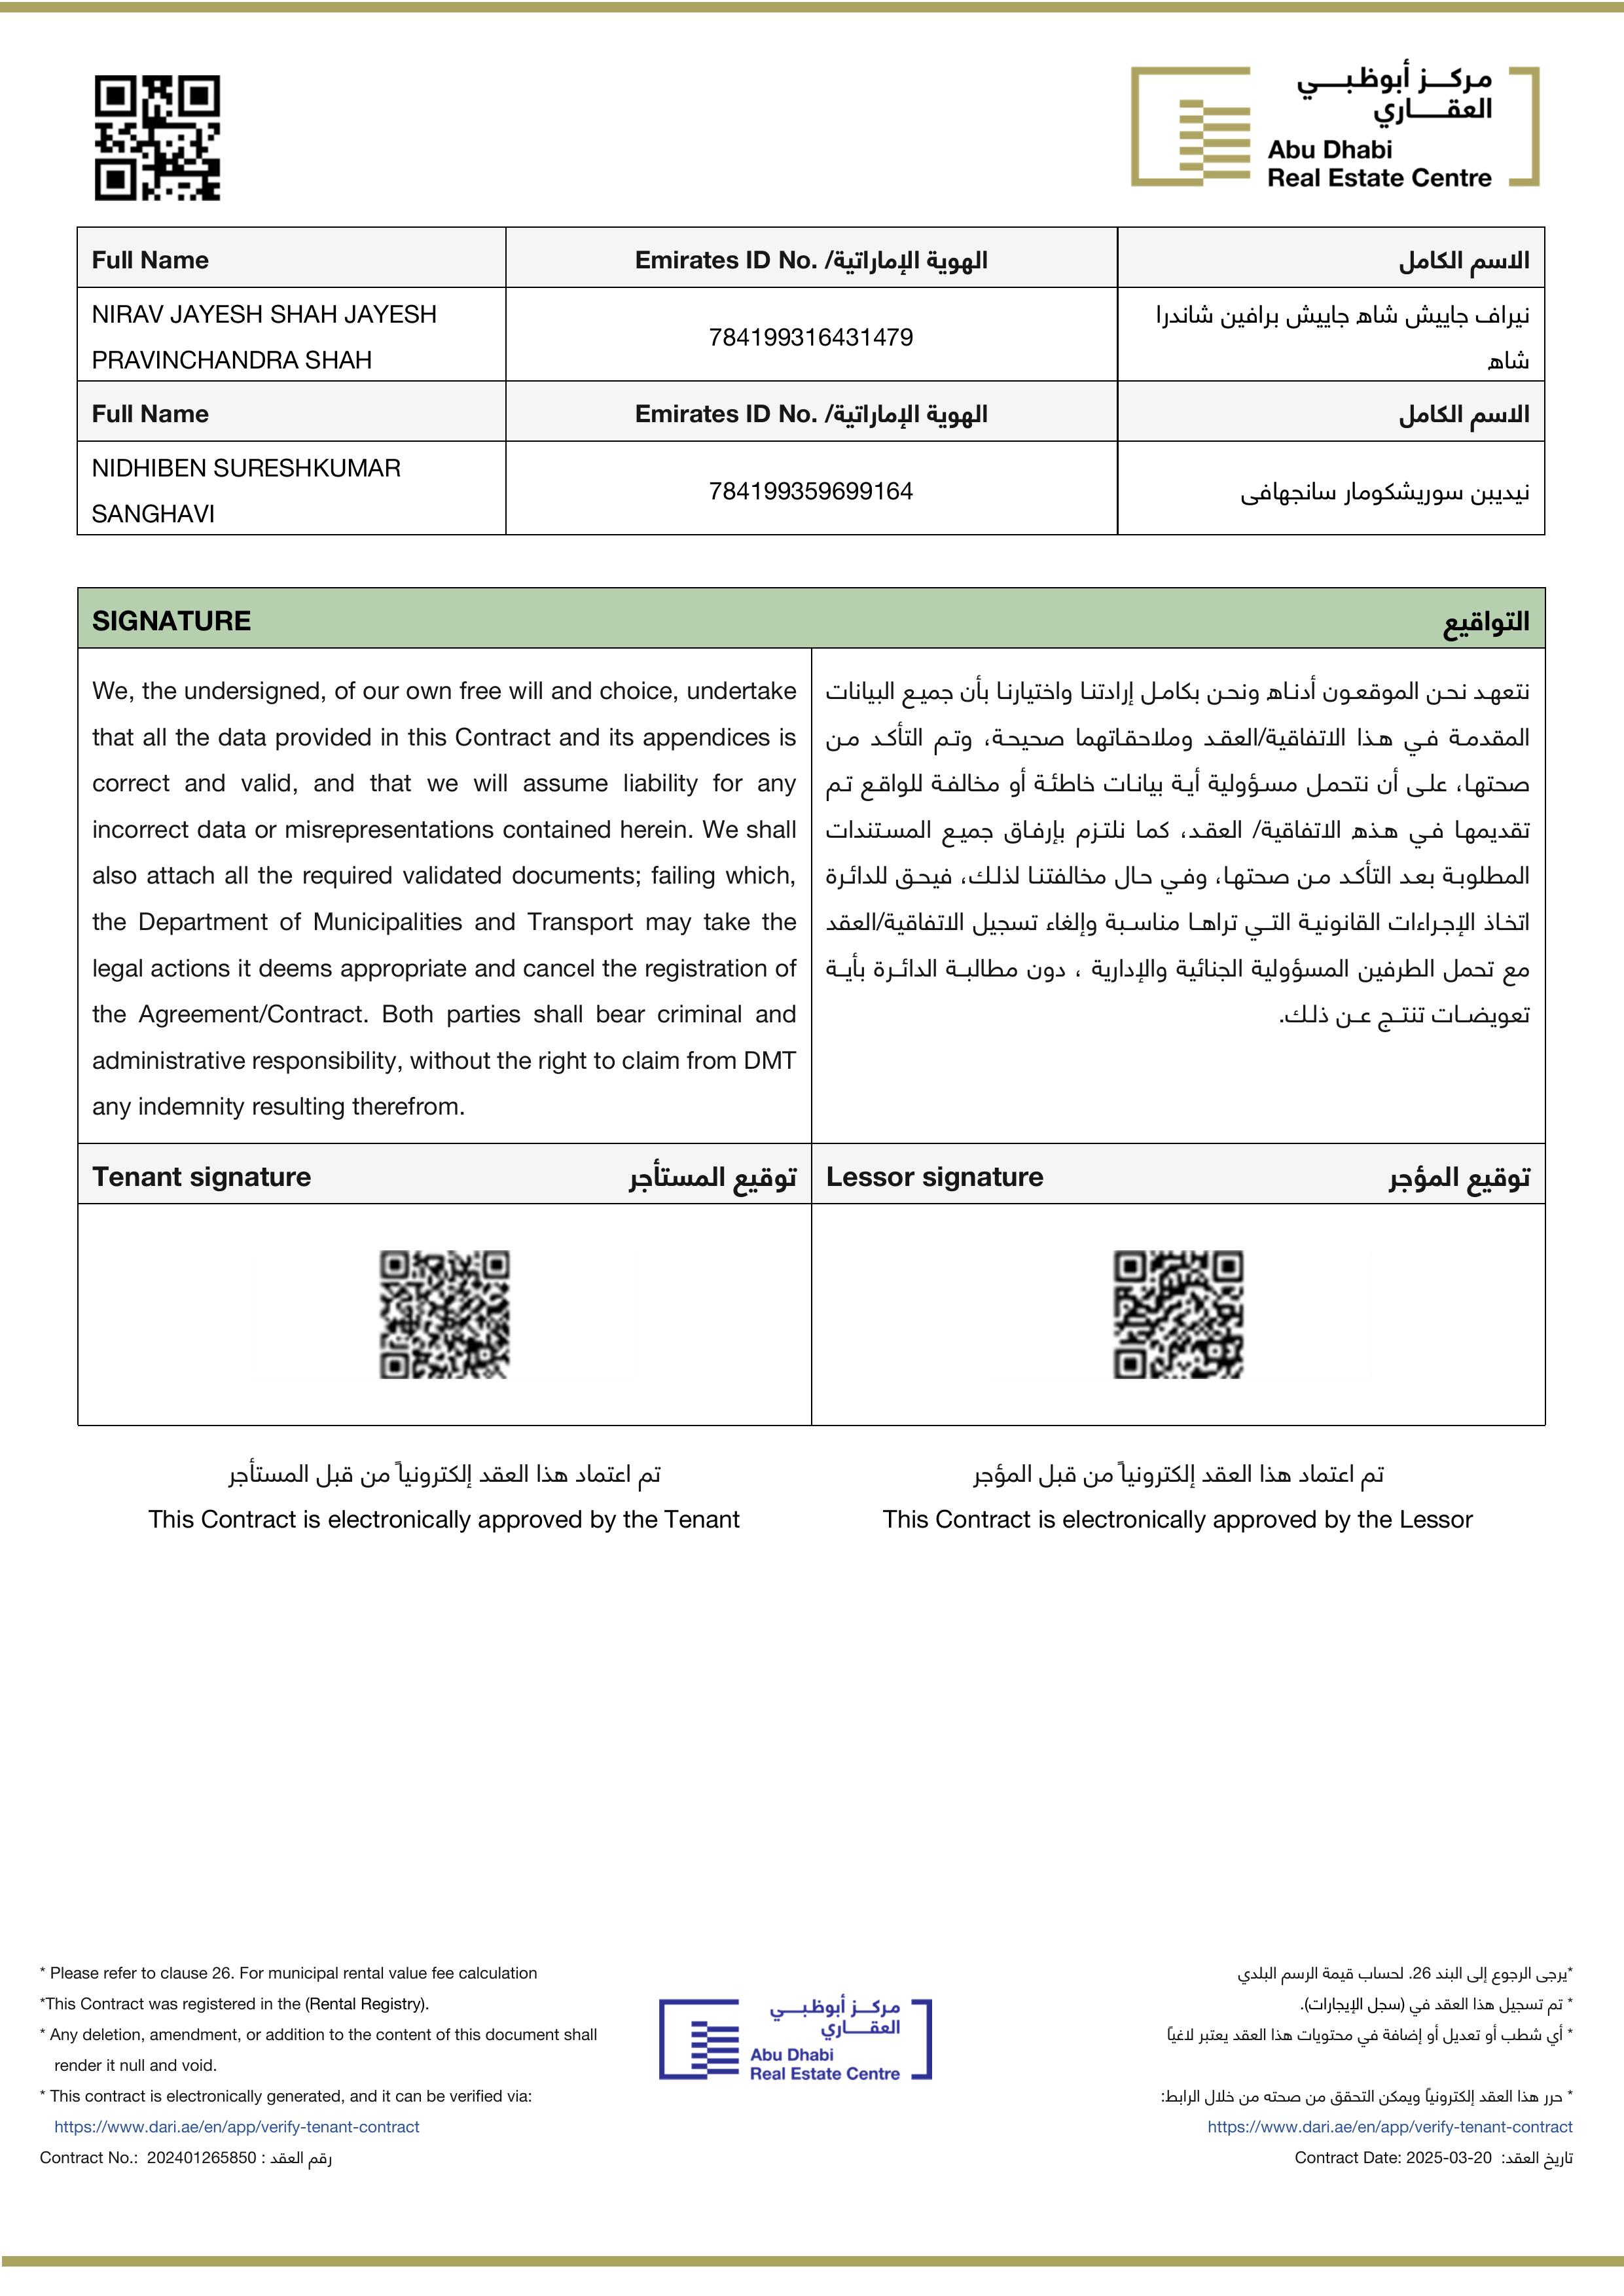 مركز أبوظبي
العقاري
Abu Dhabi
Real Estate Centre
Full Name
Emirates ID No. /الهوية الإماراتية
الاسم الكامل
NIRAV JAYESH SHAH JAYESH
PRAVINCHANDRA SHAH
784199316431479
نيراف جاييش شاه جاييش برافين شاندرا
شاه
Full Name
Emirates ID No. /الهوية الإماراتية
الاسم الكامل
NIDHIBEN SURESHKUMAR
SANGHAVI
784199359699164
نيديبن سوريشكومار سانجهافى
SIGNATURE
التواقيع
We, the undersigned, of our own free will and choice, undertake
that all the data provided in this Contract and its appendices is
correct and valid, and that we will assume liability for any
incorrect data or misrepresentations contained herein. We shall
also attach all the required validated documents; failing which,
the Department of Municipalities and Transport may take the
legal actions it deems appropriate and cancel the registration of
the Agreement/Contract. Both parties shall bear criminal and
administrative responsibility, without the right to claim from DMT
any indemnity resulting therefrom.
نتعهد نحن الموقعون أدناه ونحن بكامل إرادتنا واختيارنا بأن جميع البيانات
المقدمة في هذا الاتفاقية/العقد وملاحقاتهما صحيحة، وتم التأكد من
صحتها، على أن نتحمل مسؤولية أية بيانات خاطئة أو مخالفة للواقع تم
تقديمها في هذه الاتفاقية/ العقد، كما نلتزم بإرفاق جميع المستندات
المطلوبة بعد التأكد من صحتها، وفي حال مخالفتنا لذلك، فيحق للدائرة
اتخاذ الإجراءات القانونية التي تراها مناسبة وإلغاء تسجيل الاتفاقية/العقد
مع تحمل الطرفين المسؤولية الجنائية والإدارية ، دون مطالبة الدائرة بأية
تعويضات تنتج عن ذلك.
Tenant signature
توقيع المستأجر
Lessor signature
توقيع المؤجر
تم اعتماد هذا العقد إلكترونياً من قبل المستأجر
This Contract is electronically approved by the Tenant
تم اعتماد هذا العقد إلكترونياً من قبل المؤجر
This Contract is electronically approved by the Lessor
* Please refer to clause 26. For municipal rental value fee calculation
*This Contract was registered in the (Rental Registry).
* Any deletion, amendment, or addition to the content of this document shall
render it null and void.
* This contract is electronically generated, and it can be verified via:
https://www.dari.ae/en/app/verify-tenant-contract
Contract No.: 202401265850 : رقم العقد
مركز أبوظبي
العقاري
Abu Dhabi
Real Estate Centre
*يرجى الرجوع إلى البند 26. لحساب قيمة الرسم البلدي
* تم تسجيل هذا العقد في (سجل الإيجارات).
* أي شطب أو تعديل أو إضافة في محتويات هذا العقد يعتبر لاغياً
* حرر هذا العقد إلكترونياً ويمكن التحقق من صحته من خلال الرابط:
https://www.dari.ae/en/app/verify-tenant-contract
Contract Date: 2025-03-20 تاريخ العقد: